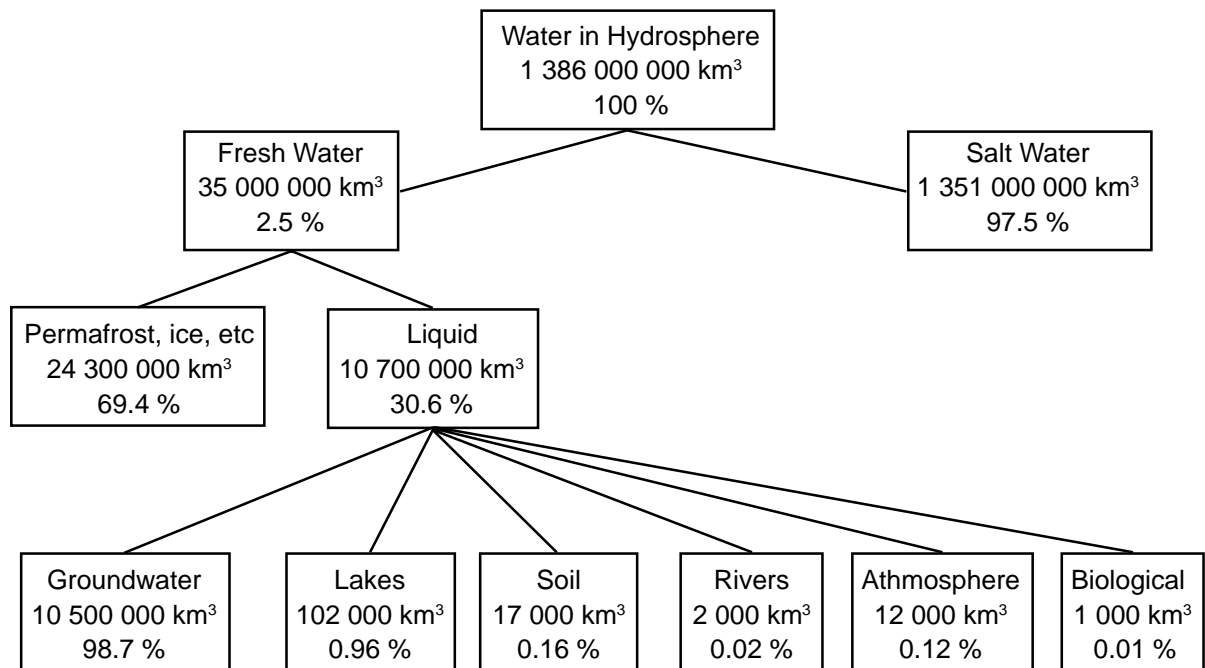 Water in Hydrosphere
1 386 000 000 km³
100 %
Fresh Water
35 000 000 km³
2.5 %
Salt Water
1 351 000 000 km³
97.5 %
Permafrost, ice, etc
24 300 000 km³
69.4 %
Liquid
10 700 000 km³
30.6 %
Groundwater
10 500 000 km³
98.7 %
Lakes
102 000 km³
0.96 %
Soil
17 000 km³
0.16 %
Rivers
2 000 km³
0.02 %
Athmosphere
12 000 km³
0.12 %
Biological
1 000 km³
0.01 %